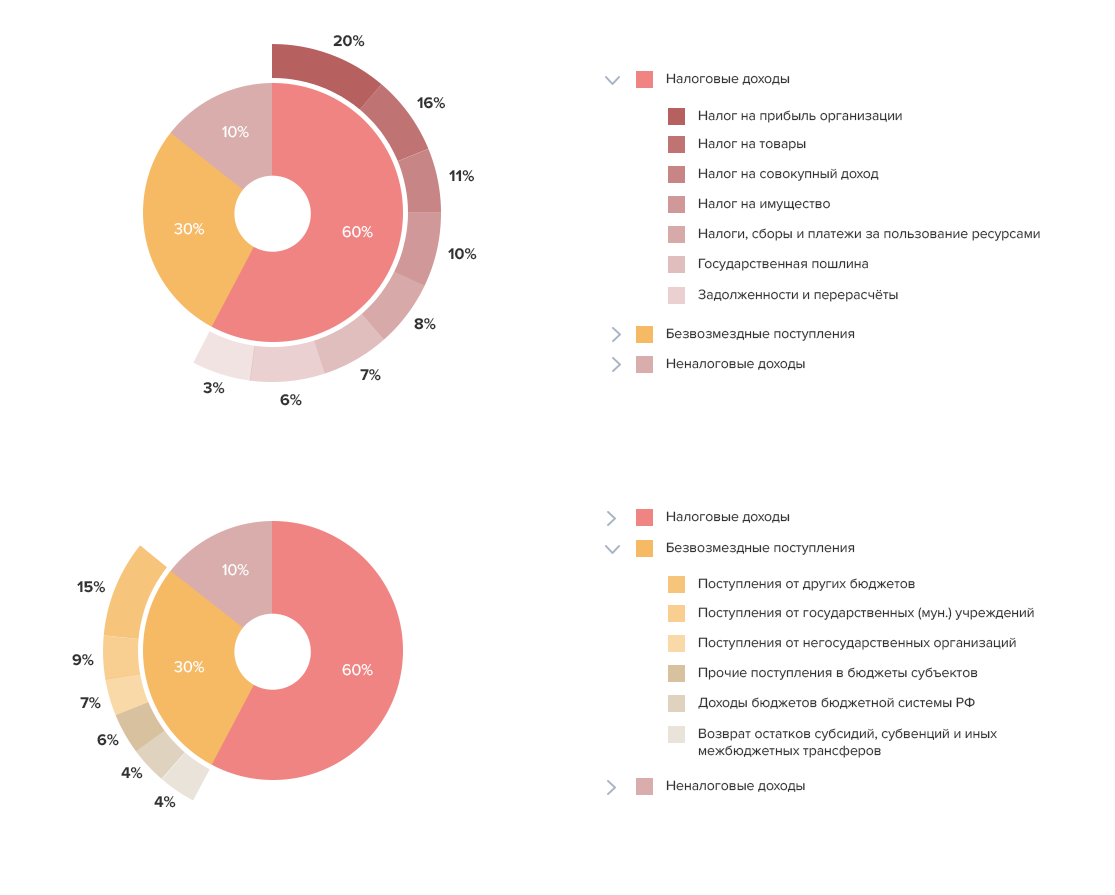 20%
16%
11%
10%
8%
7%
6%
3%
10%
30%
60%
Налоговые доходы
Налог на прибыль организации
Налог на товары
Налог на совокупный доход
Налог на имущество
Налоги, сборы и платежи за пользование ресурсами
Государственная пошлина
Задолженности и перерасчёты
Безвозмездные поступления
Неналоговые доходы
10%
30%
60%
15%
9%
7%
6%
4%
4%
Налоговые доходы
Безвозмездные поступления
Поступления от других бюджетов
Поступления от государственных (мун.) учреждений
Поступления от негосударственных организаций
Прочие поступления в бюджеты субъектов
Доходы бюджетов бюджетной системы РФ
Возврат остатков субсидий, субвенций и иных
межбюджетных трансферов
Неналоговые доходы